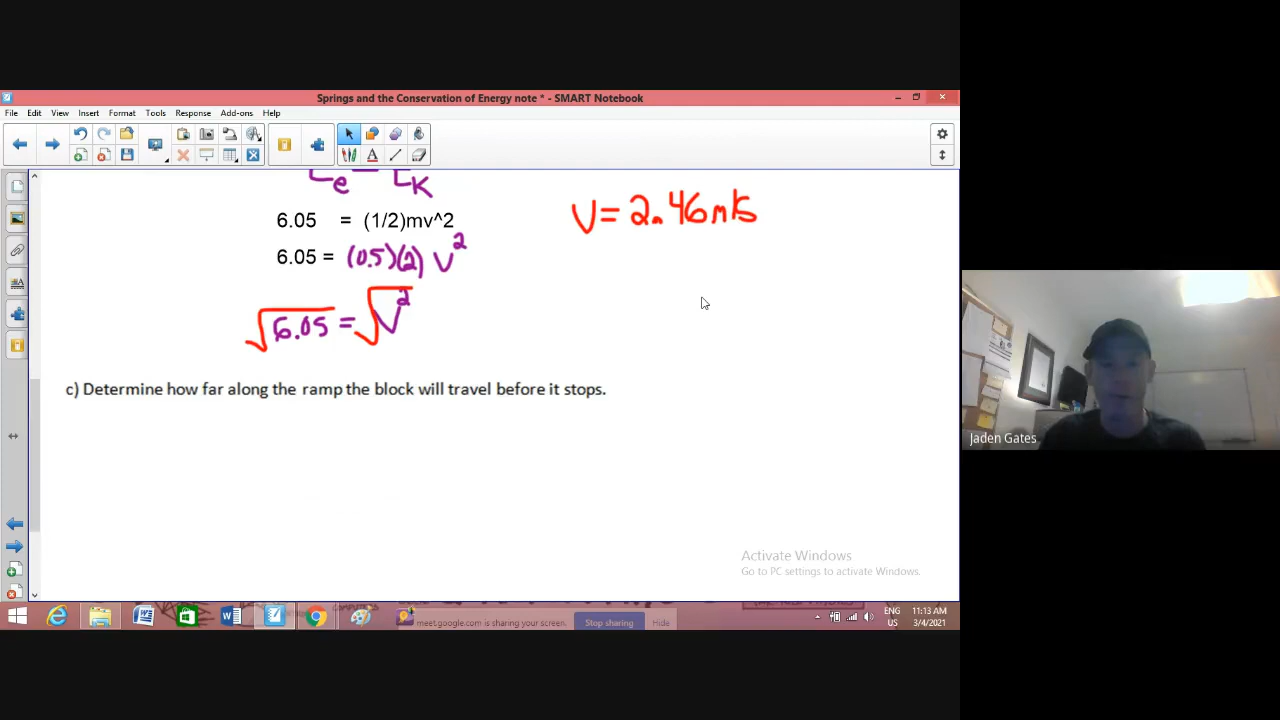 Springs and the Conservation of Energy note * - SMART Notebook
File Edit View Insert Format Tools Response Add-ons Help
Ee = EK
6.05 = (1/2)mv^2
V = 2.46 m/s
6.05 = (0.5)(2) v2
√6.05 = √v2
c) Determine how far along the ramp the block will travel before it stops.
Jaden Gates
Activate Windows
Go to PC settings to activate Windows.
meet.google.com is sharing your screen. Stop sharing Hide
ENG 11:13 AM
US 3/4/2021